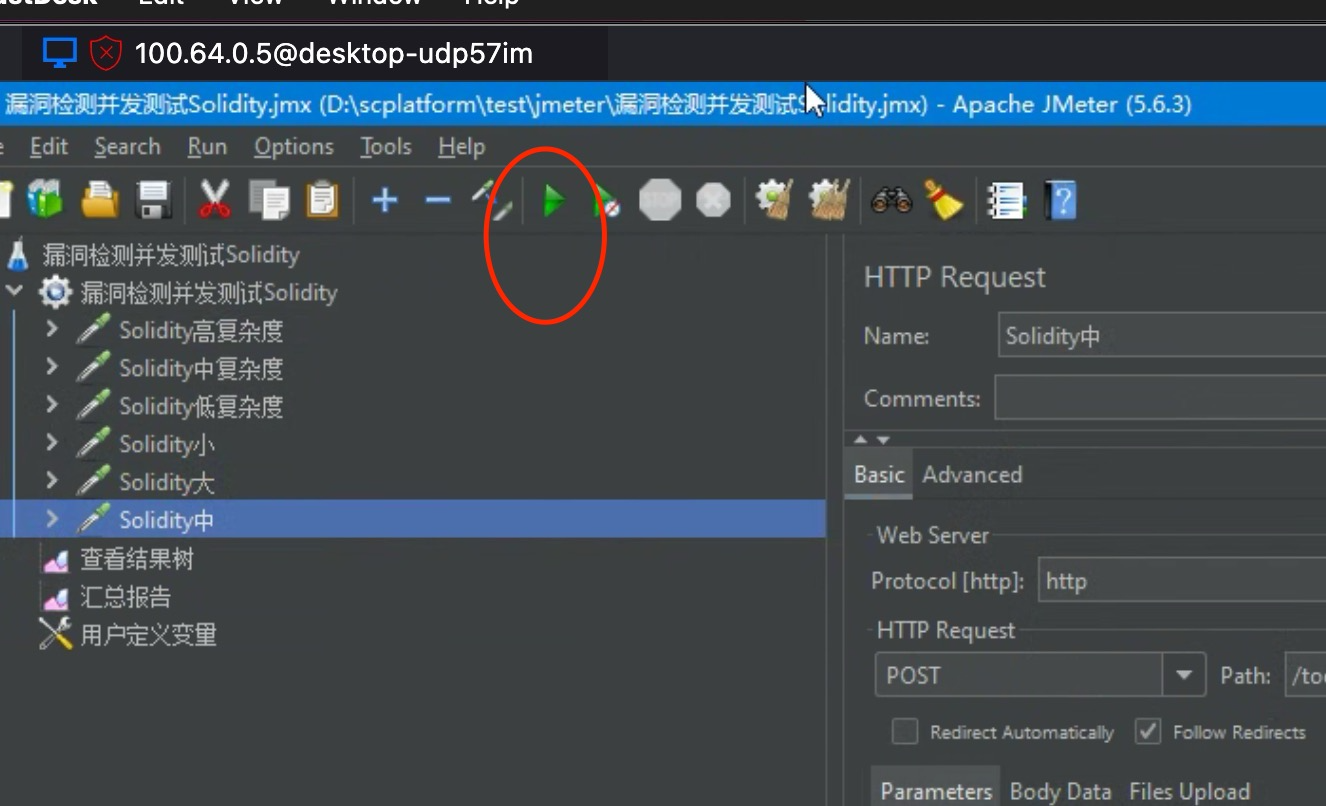 Edit View Window Help
100.64.0.5@desktop-udp57im
漏洞检测并发测试Solidity.jmx (D:\scplatform\test\jmeter\漏洞检测并发测试Solidity.jmx) - Apache JMeter (5.6.3)
Edit Search Run Options Tools Help
STOP
漏洞检测并发测试Solidity
漏洞检测并发测试Solidity
Solidity高复杂度
Solidity中复杂度
Solidity低复杂度
Solidity小
Solidity大
Solidity中
查看结果树
汇总报告
用户定义变量
HTTP Request
Name: Solidity中
Comments:
Basic Advanced
Web Server
Protocol [http]: http
HTTP Request
POST Path: /too
Redirect Automatically Follow Redirects
Parameters Body Data Files Upload